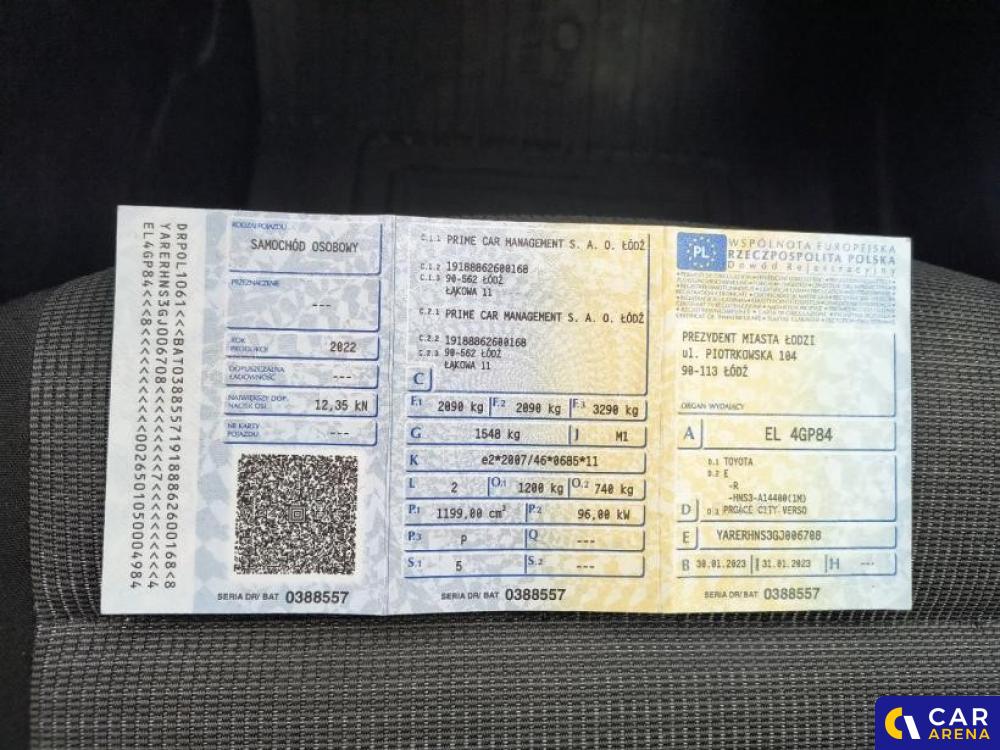 DRPOL1061<<<BAT03885571918886260​0168<8
YARERHNS3GJ006708<<<<<<<7<<<<<<4
EL4GP84<<<8<<<<<<<<<<002650105000​4984
RODZAJ POJAZDU
SAMOCHÓD OSOBOWY
PRZEZNACZENIE
---
ROK
PRODUKCJI 2022
DOPUSZCZALNA
ŁADOWNOŚĆ ---
NAJWIĘKSZY DOP.
NACISK OSI 12,35 kN
NR KARTY
POJAZDU ---
SERIA DR/ BAT 0388557
C.1.1 PRIME CAR MANAGEMENT S. A. O. ŁÓDŹ
C.1.2 19188862600168
C.1.3 90-562 ŁÓDŹ
ŁĄKOWA 11
C.2.1 PRIME CAR MANAGEMENT S. A. O. ŁÓDŹ
C.2.2 19188862600168
C.2.3 90-562 ŁÓDŹ
ŁĄKOWA 11
C
F.1 2090 kg F.2 2090 kg F.3 3290 kg
G 1548 kg J M1
K e2*2007/46*0685*11
L 2 O.1 1200 kg O.2 740 kg
P.1 1199,00 cm³ P.2 96,00 kW
P.3 P Q ---
S.1 5 S.2 ---
SERIA DR/ BAT 0388557
PL
WSPÓLNOTA EUROPEJSKA
RZECZPOSPOLITA POLSKA
Dowód Rejestracyjny
PREZYDENT MIASTA ŁODZI
ul. PIOTRKOWSKA 104
90-113 ŁÓDŹ
ORGAN WYDAJĄCY
A EL 4GP84
D.1 TOYOTA
D.2 E
-R
-HNS3-A14400(1M)
D D.3 PROACE CITY VERSO
E YARERHNS3GJ006708
B 30.01.2023 I 31.01.2023 H ---
SERIA DR/ BAT 0388557
CAR
ARENA